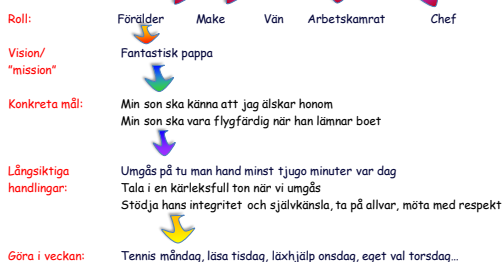 Roll: Förälder Make Vän Arbetskamrat Chef
Vision/ Fantastisk pappa
"mission"
Konkreta mål: Min son ska känna att jag älskar honom
Min son ska vara flygfärdig när han lämnar boet
Långsiktiga Umgås på tu man hand minst tjugo minuter var dag
handlingar: Tala i en kärleksfull ton när vi umgås
Stödja hans integritet och självkänsla, ta på allvar, möta med respekt
Göra i veckan: Tennis måndag, läsa tisdag, läxhjälp onsdag, eget val torsdag…